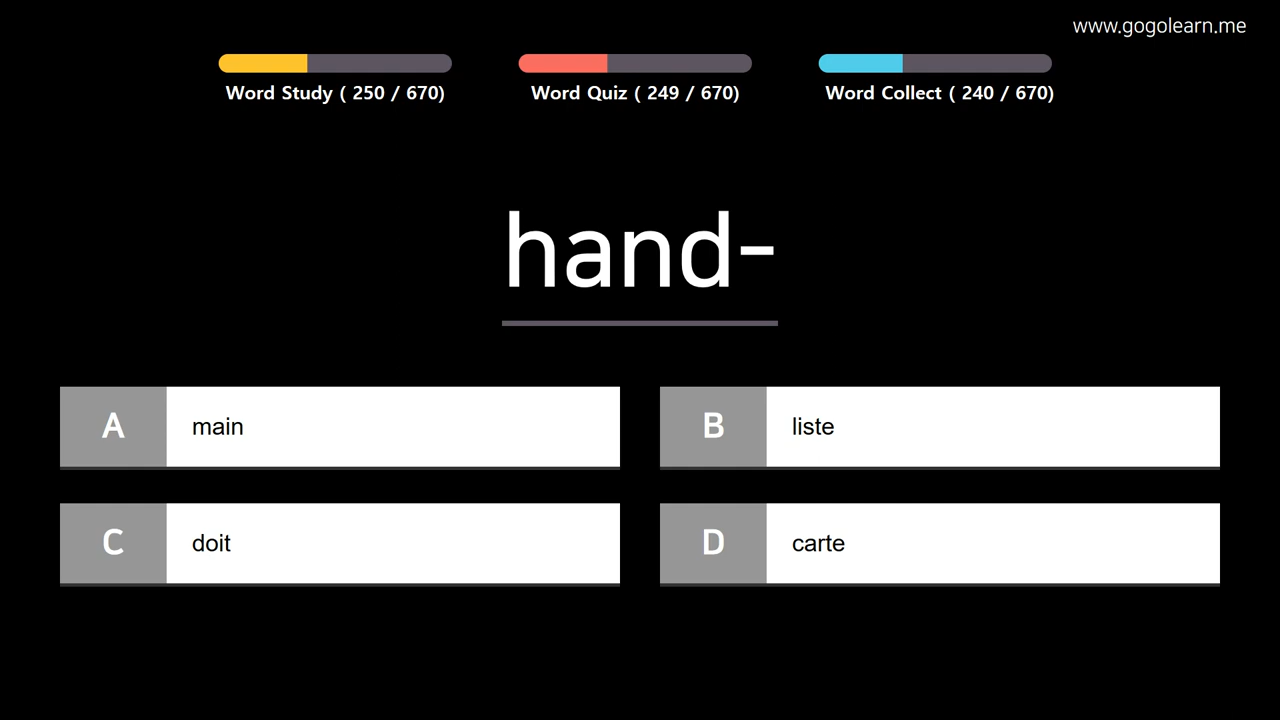 www.gogolearn.me
Word Study ( 250 / 670)
Word Quiz ( 249 / 670)
Word Collect ( 240 / 670)
hand-
A main
B liste
C doit
D carte